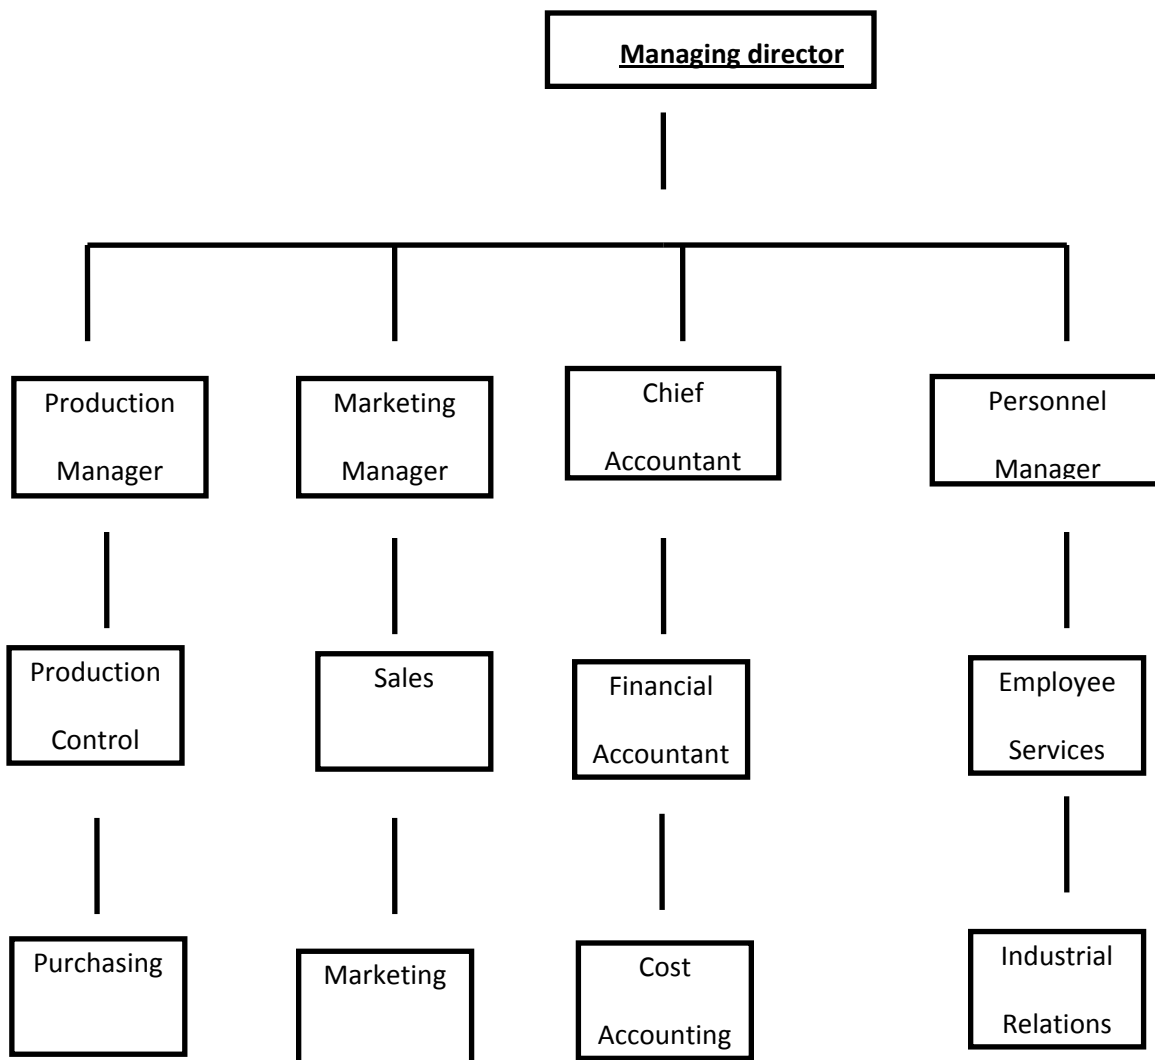 Managing director
Production
Manager
Marketing
Manager
Chief
Accountant
Personnel
Manager
Production
Control
Sales
Financial
Accountant
Employee
Services
Purchasing
Marketing
Cost
Accounting
Industrial
Relations